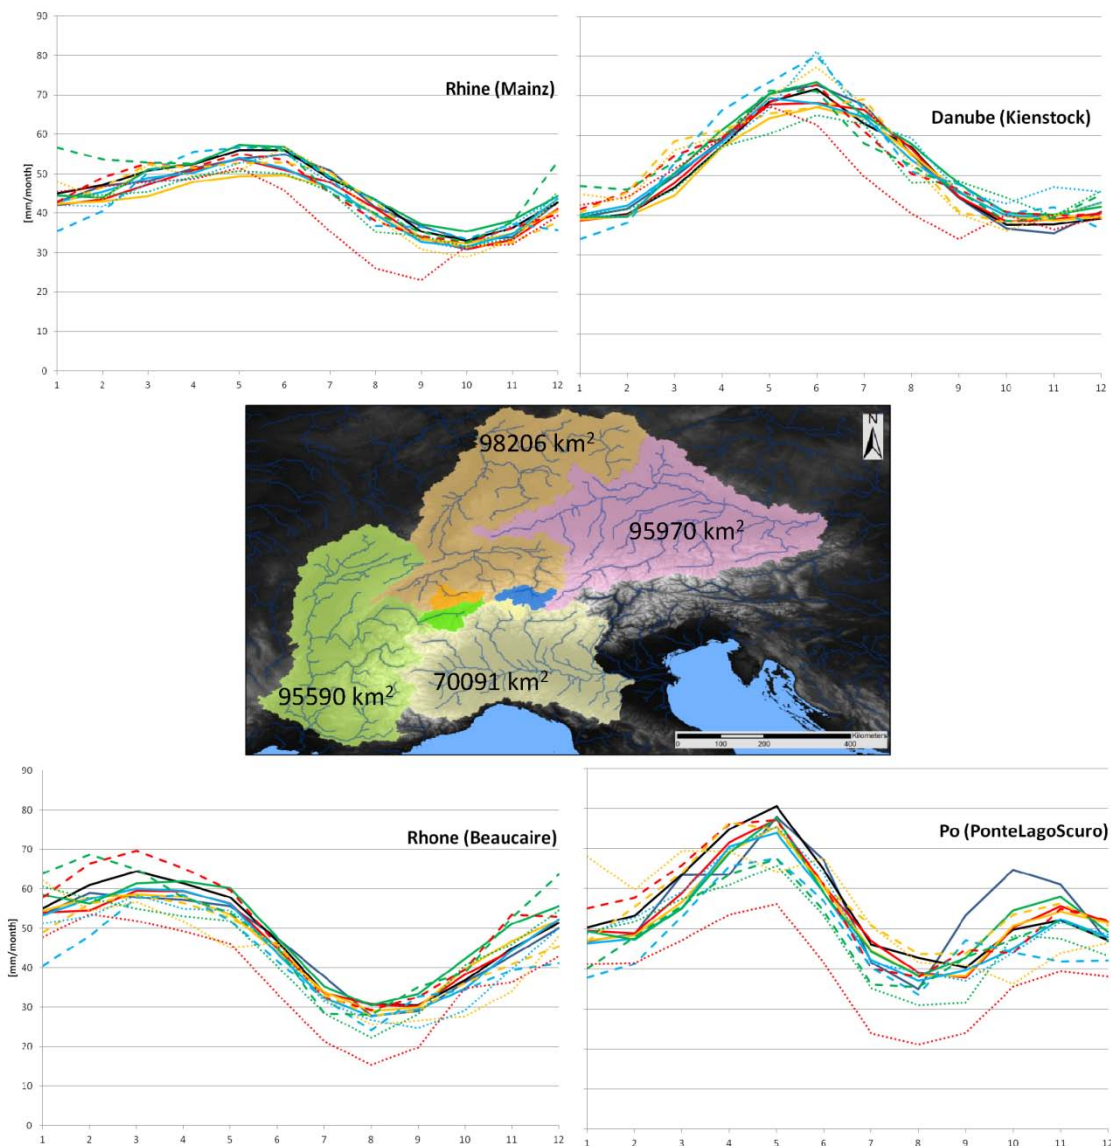 90
80
70
60
50
40
30
20
10
0
[mm/month]
Rhine (Mainz)
1 2 3 4 5 6 7 8 9 10 11 12
Danube (Kienstock)
1 2 3 4 5 6 7 8 9 10 11 12
N
98206 km²
95970 km²
95590 km²
70091 km²
Kilometers
0 100 200 400
90
80
70
60
50
40
30
20
10
0
[mm/month]
Rhone (Beaucaire)
1 2 3 4 5 6 7 8 9 10 11 12
Po (PonteLagoScuro)
1 2 3 4 5 6 7 8 9 10 11 12